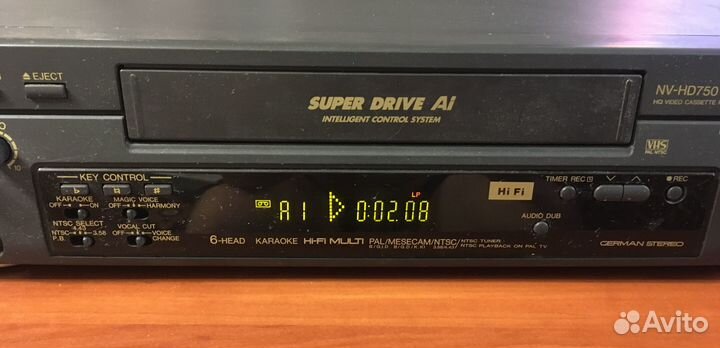 EJECT
SUPER DRIVE Ai
INTELLIGENT CONTROL SYSTEM
NV-HD750
HQ VIDEO CASSETTE
VHS
PAL NTSC
10
KEY CONTROL
♭ ♮ ♯
KARAOKE
OFF ON
MAGIC VOICE
OFF HARMONY
NTSC SELECT
4.43
NTSC 3.58
P.B.
VOCAL CUT
OFF VOICE CHANGE
LP
A1 0:02.08
Hi Fi
TIMER REC
REC
AUDIO DUB
6-HEAD KARAOKE Hi-Fi MULTI PAL/MESECAM/NTSC/
NTSC TUNER
NTSC PLAYBACK ON PAL TV
GERMAN STEREO
Avito